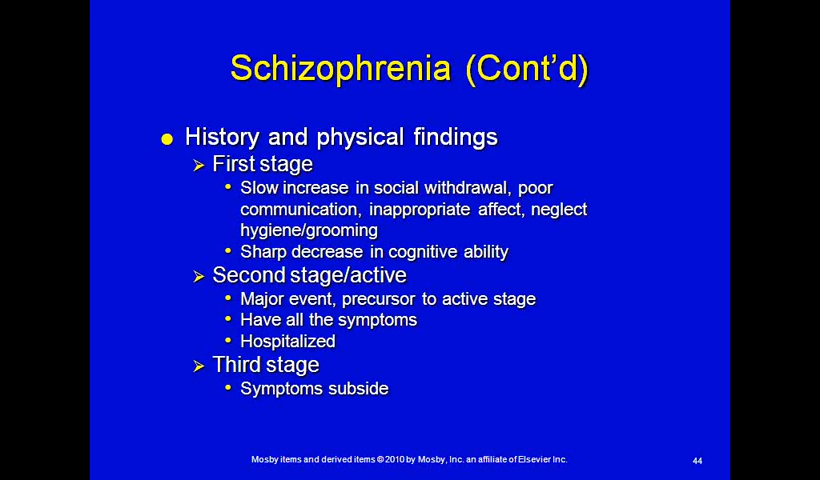 Schizophrenia (Cont’d)
History and physical findings
First stage
Slow increase in social withdrawal, poor
communication, inappropriate affect, neglect
hygiene/grooming
Sharp decrease in cognitive ability
Second stage/active
Major event, precursor to active stage
Have all the symptoms
Hospitalized
Third stage
Symptoms subside
Mosby items and derived items © 2010 by Mosby, Inc. an affiliate of Elsevier Inc.
44